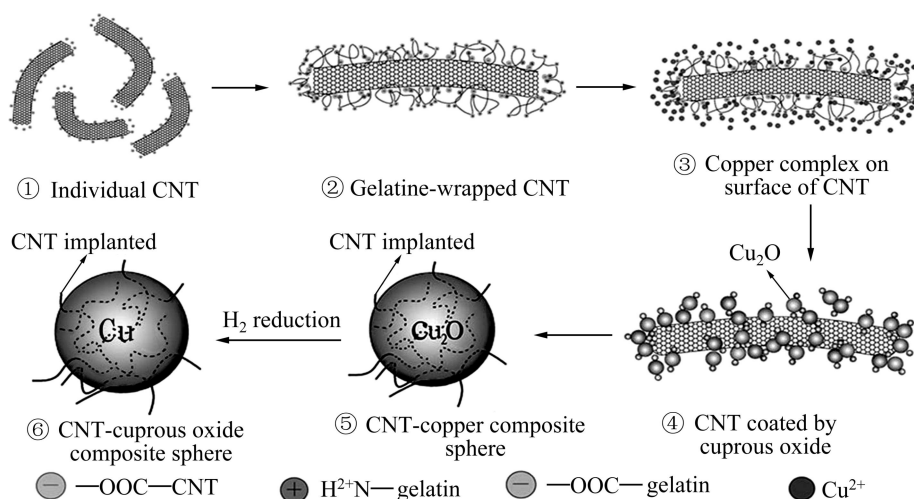 ① Individual CNT
② Gelatine-wrapped CNT
③ Copper complex on
surface of CNT
CNT implanted
Cu
H₂ reduction
CNT implanted
Cu₂O
Cu₂O
⑥ CNT-cuprous oxide
composite sphere
⑤ CNT-copper composite
sphere
④ CNT coated by
cuprous oxide
− —OOC—CNT
+ H²⁺N—gelatin
− —OOC—gelatin
Cu²⁺